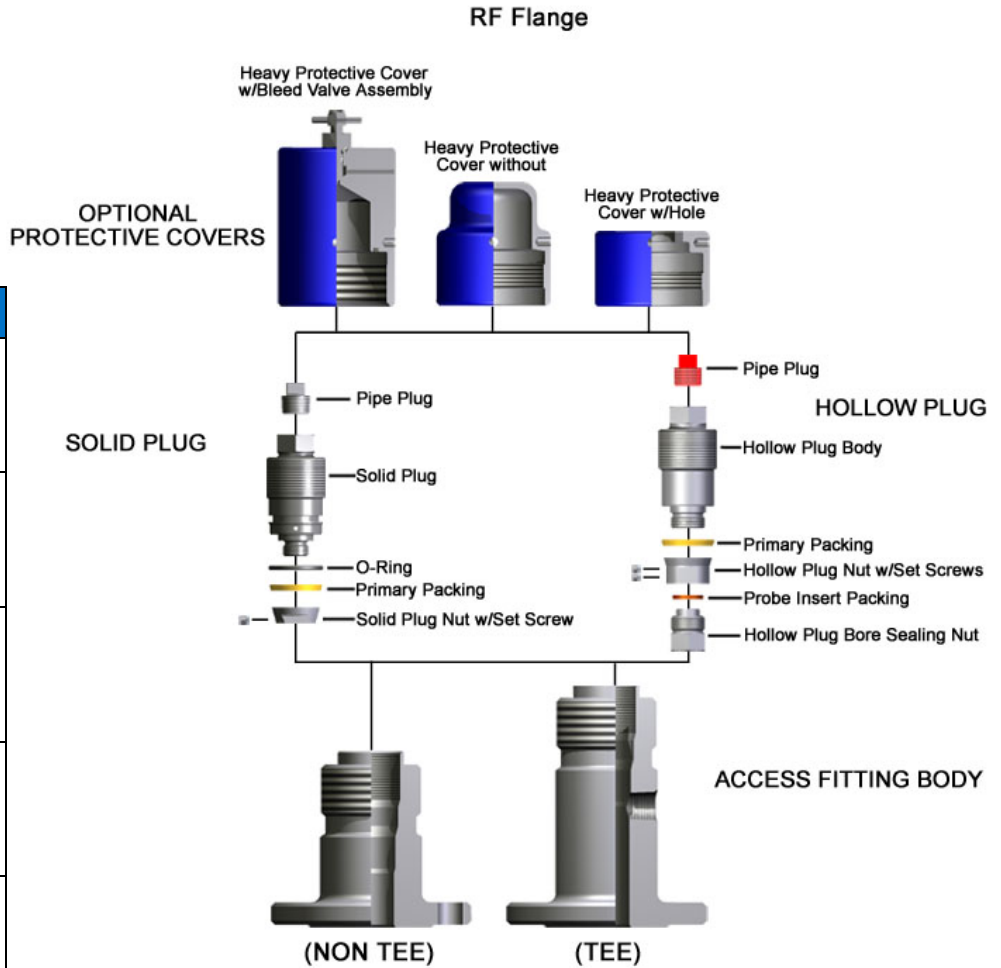 RF Flange
Heavy Protective Cover
w/Bleed Valve Assembly
Heavy Protective
Cover without
Heavy Protective
Cover w/Hole
OPTIONAL
PROTECTIVE COVERS
Pipe Plug
Pipe Plug
HOLLOW PLUG
SOLID PLUG
Hollow Plug Body
Solid Plug
Primary Packing
O-Ring
Hollow Plug Nut w/Set Screws
Primary Packing
Probe Insert Packing
Solid Plug Nut w/Set Screw
Hollow Plug Bore Sealing Nut
ACCESS FITTING BODY
(NON TEE)
(TEE)